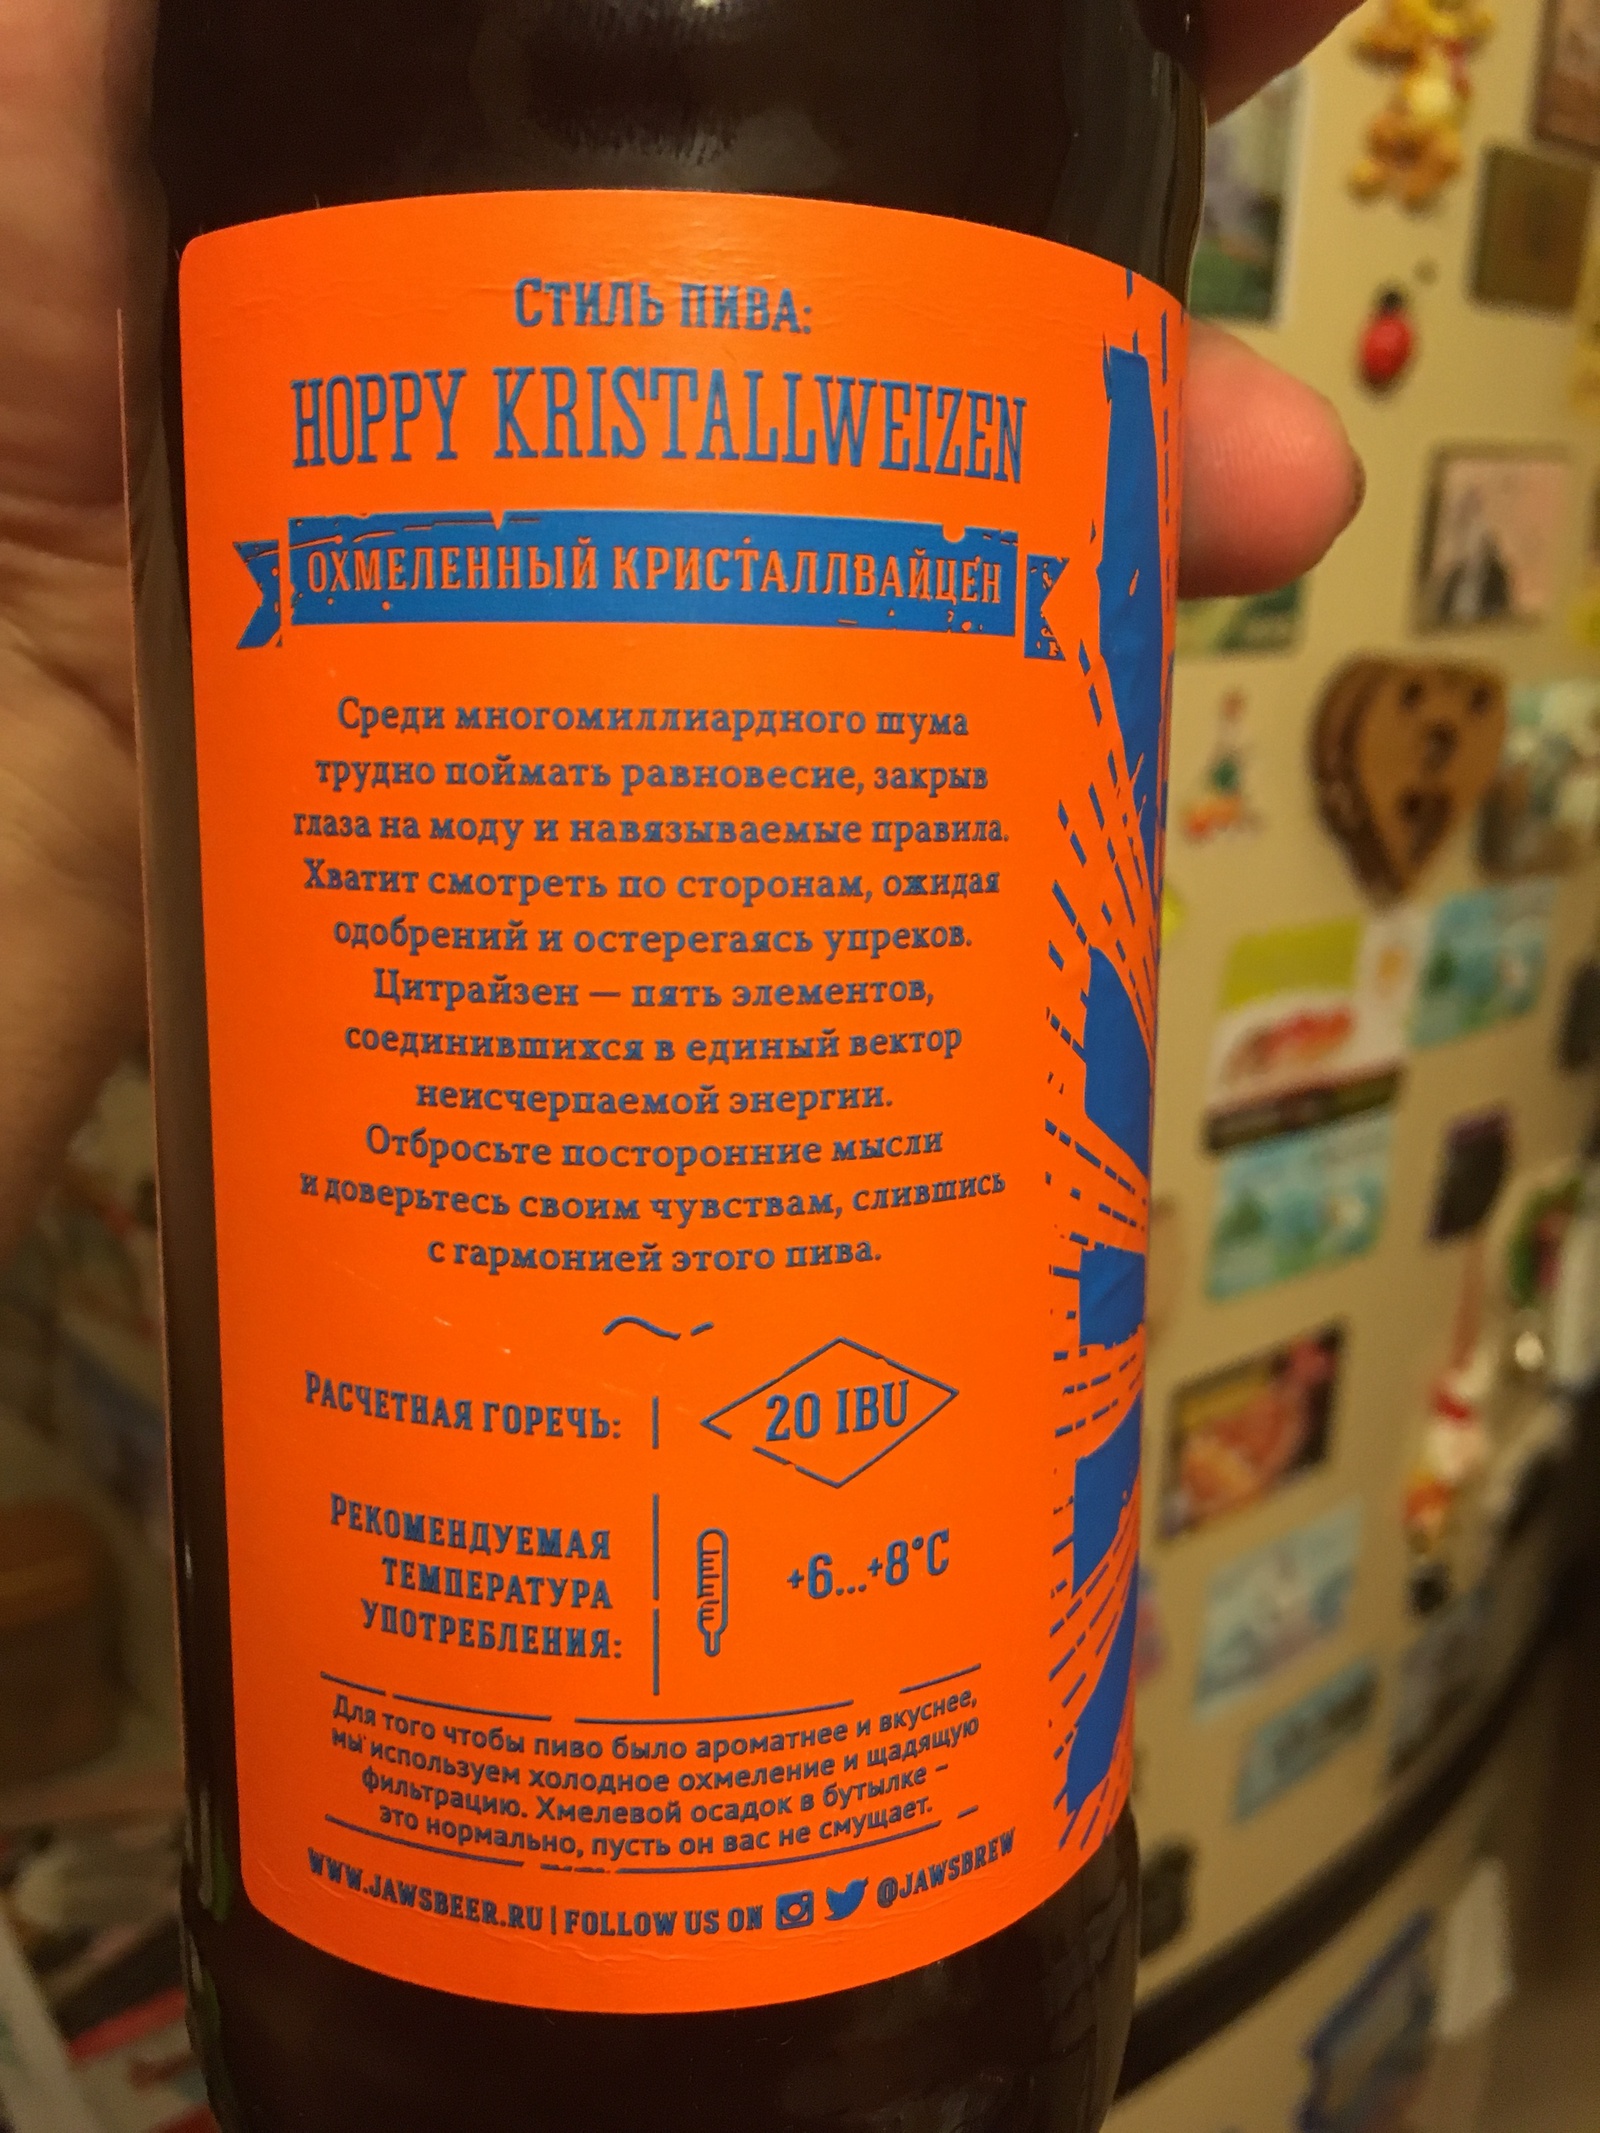 Стиль пива:
HOPPY KRISTALLWEIZEN
ОХМЕЛЕННЫЙ КРИСТАЛЛВАЙЦЕН
Среди многомиллиардного шума
трудно поймать равновесие, закрыв
глаза на моду и навязываемые правила.
Хватит смотреть по сторонам, ожидая
одобрений и остерегаясь упреков.
Цитрайзен — пять элементов,
соединившихся в единый вектор
неисчерпаемой энергии.
Отбросьте посторонние мысли
и доверьтесь своим чувствам, слившись
с гармонией этого пива.
РАСЧЕТНАЯ ГОРЕЧЬ: 20 IBU
РЕКОМЕНДУЕМАЯ
ТЕМПЕРАТУРА
УПОТРЕБЛЕНИЯ:
+6...+8°C
Для того чтобы пиво было ароматнее и вкуснее,
мы используем холодное охмеление и щадящую
фильтрацию. Хмелевой осадок в бутылке –
это нормально, пусть он вас не смущает.
WWW.JAWSBEER.RU | FOLLOW US ON @JAWSBREW